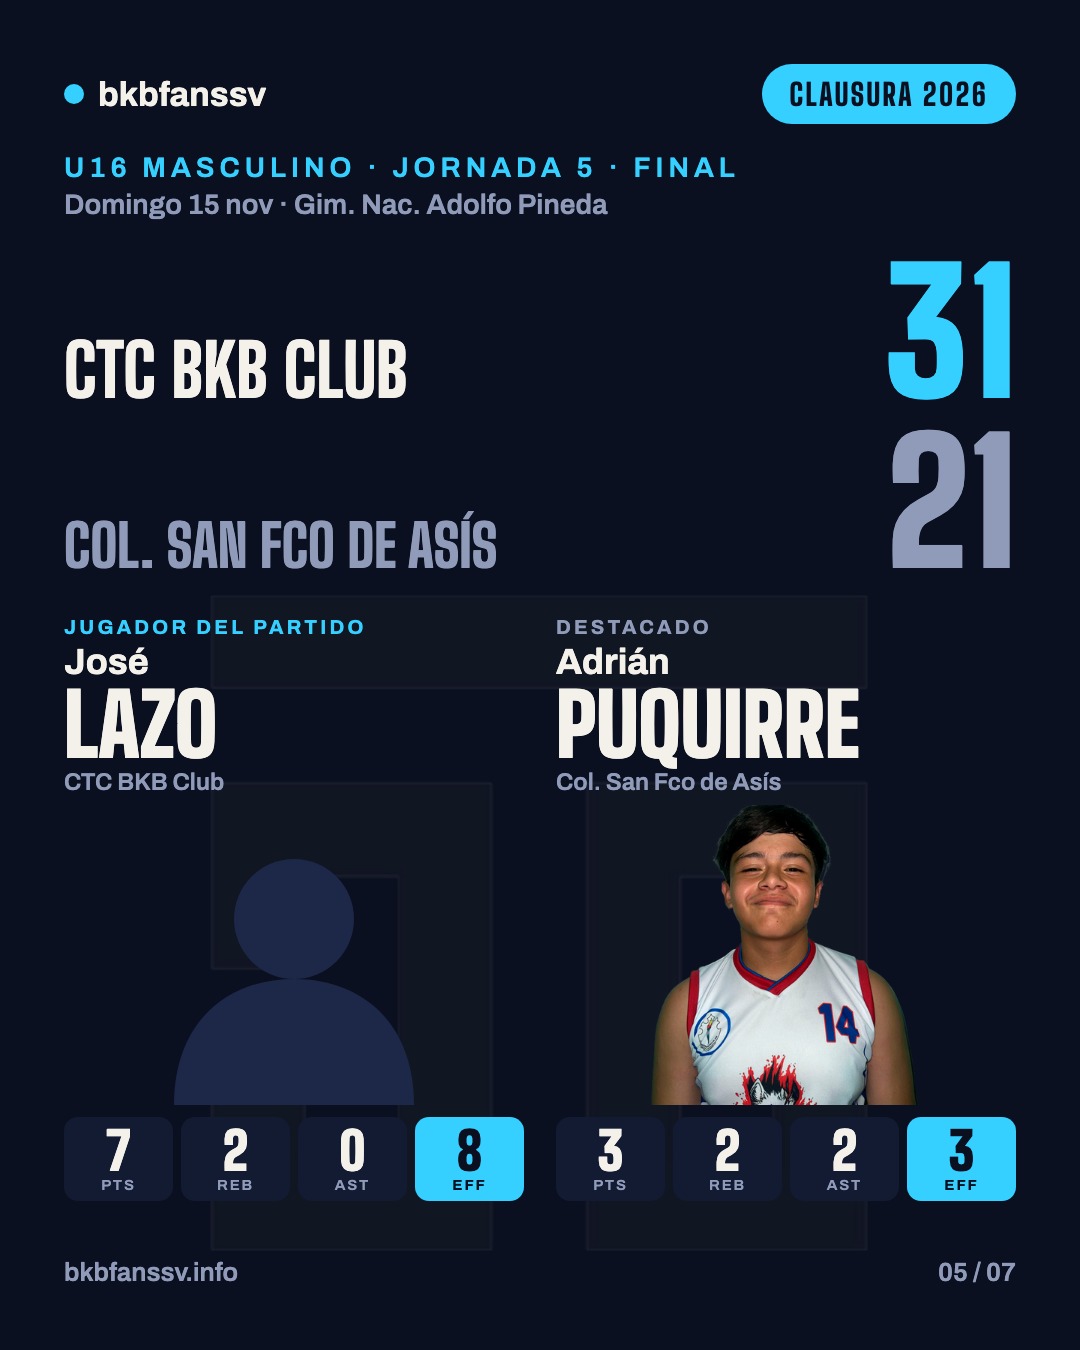 bkbfanssv
CLAUSURA 2026
U16 MASCULINO · JORNADA 5 · FINAL
Domingo 15 nov · Gim. Nac. Adolfo Pineda
CTC BKB CLUB
31
COL. SAN FCO DE ASÍS
21
JUGADOR DEL PARTIDO
José
LAZO
CTC BKB Club
DESTACADO
Adrián
PUQUIRRE
Col. San Fco de Asís
14
7
PTS
2
REB
0
AST
8
EFF
3
PTS
2
REB
2
AST
3
EFF
bkbfanssv.info
05 / 07